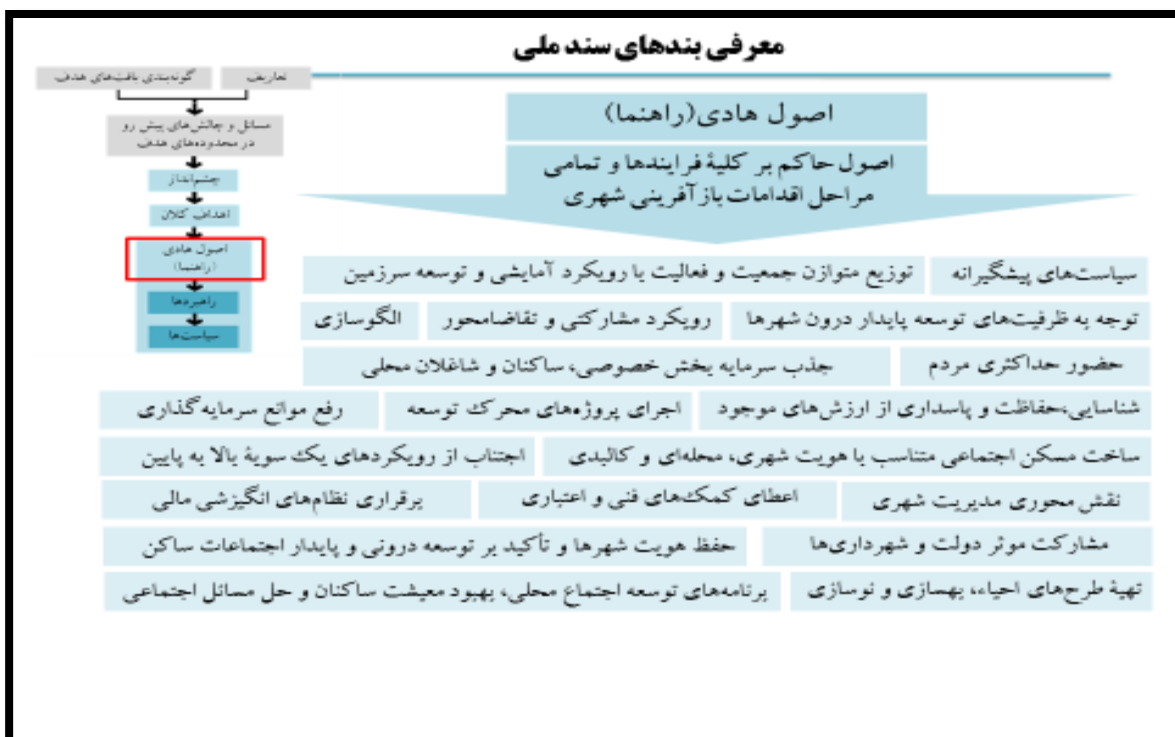 معرفی بندهای سند ملی
تعاریف
گونه‌بندی بافت‌های هدف
مسائل و چالش‌های پیش رو
در محدوده‌های هدف
چشم‌انداز
اهداف کلان
اصول هادی
(راهنما)
راهبردها
سیاست‌ها
اصول هادی(راهنما)
اصول حاکم بر کلیهٔ فرایندها و تمامی
مراحل اقدامات بازآفرینی شهری
سیاست‌های پیشگیرانه
توزیع متوازن جمعیت و فعالیت با رویکرد آمایشی و توسعه سرزمین
توجه به ظرفیت‌های توسعه پایدار درون شهرها
رویکرد مشارکتی و تقاضامحور
الگوسازی
حضور حداکثری مردم
جذب سرمایه بخش خصوصی، ساکنان و شاغلان محلی
شناسایی،حفاظت و پاسداری از ارزش‌های موجود
اجرای پروژه‌های محرک توسعه
رفع موانع سرمایه‌گذاری
ساخت مسکن اجتماعی متناسب با هویت شهری، محله‌ای و کالبدی
اجتناب از رویکردهای یک سویهٔ بالا به پایین
نقش محوری مدیریت شهری
اعطای کمک‌های فنی و اعتباری
برقراری نظام‌های انگیزشی مالی
مشارکت موثر دولت و شهرداری‌ها
حفظ هویت شهرها و تأکید بر توسعه درونی و پایدار اجتماعات ساکن
تهیهٔ طرح‌های احیاء، بهسازی و نوسازی
برنامه‌های توسعه اجتماع محلی، بهبود معیشت ساکنان و حل مسائل اجتماعی